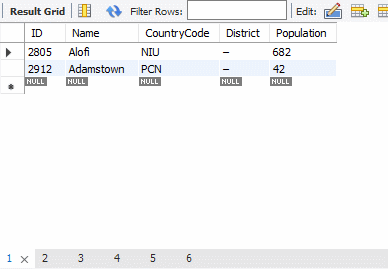 Result Grid Filter Rows: Edit:
ID Name CountryCode District Population
2805 Alofi NIU – 682
2912 Adamstown PCN – 42
NULL NULL NULL NULL NULL
1 2 3 4 5 6